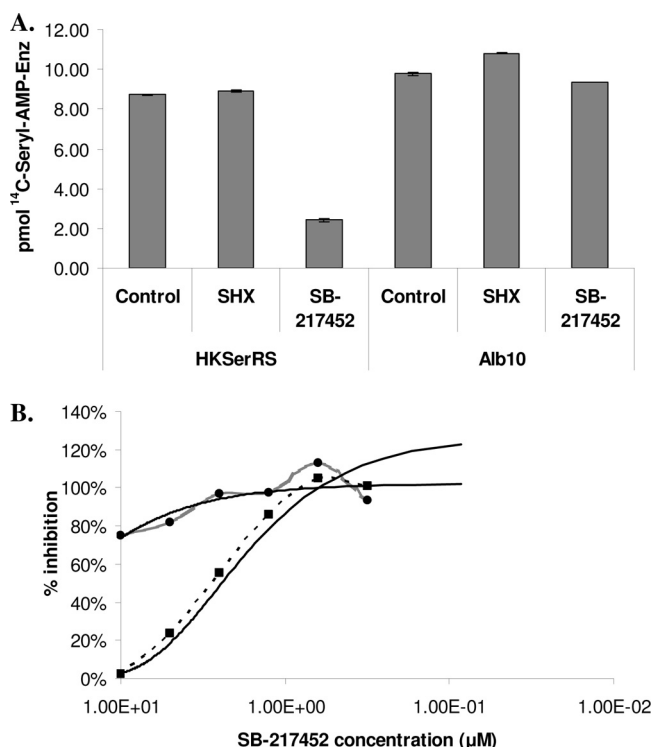 A.
pmol ¹⁴C-Seryl-AMP-Enz
12.00
10.00
8.00
6.00
4.00
2.00
0.00
Control SHX SB-217452 Control SHX SB-217452
HKSerRS Alb10
B.
% inhibition
140%
120%
100%
80%
60%
40%
20%
0%
1.00E+01 1.00E+00 1.00E-01 1.00E-02
SB-217452 concentration (µM)